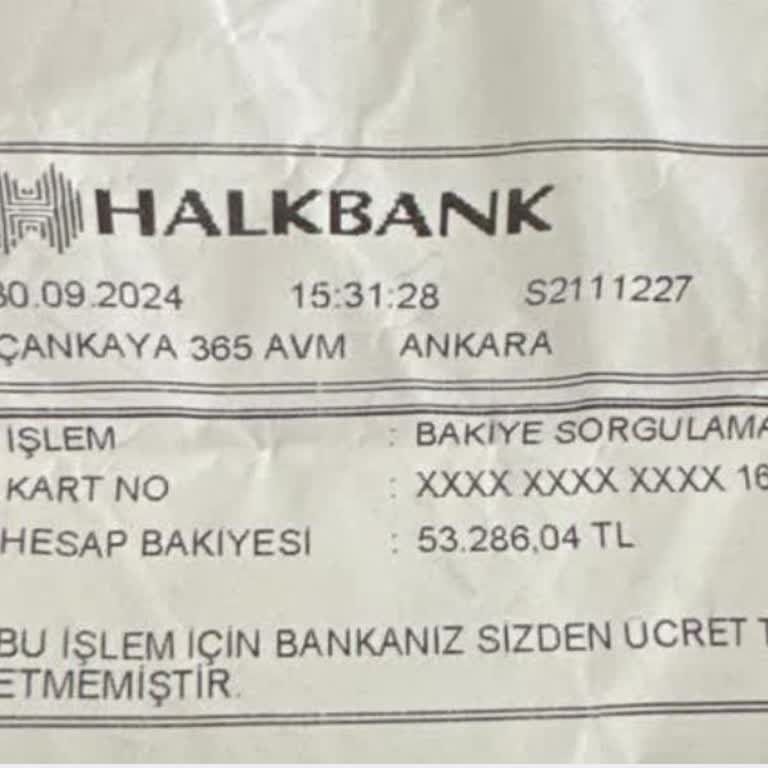 HALKBANK
30.09.2024 15:31:28 S2111227
ÇANKAYA 365 AVM ANKARA
İŞLEM : BAKİYE SORGULAMA
KART NO : XXXX XXXX XXXX 16
HESAP BAKİYESİ : 53.286,04 TL
BU İŞLEM İÇİN BANKANIZ SİZDEN ÜCRET
ETMEMİŞTİR.